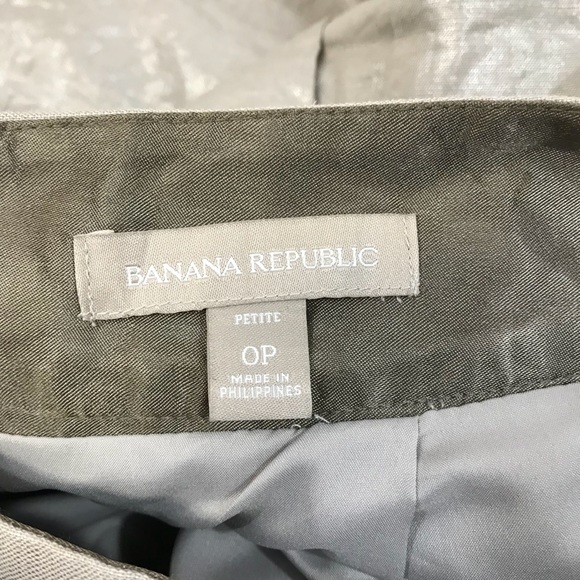 BANANA REPUBLIC
PETITE
0P
MADE IN
PHILIPPINES